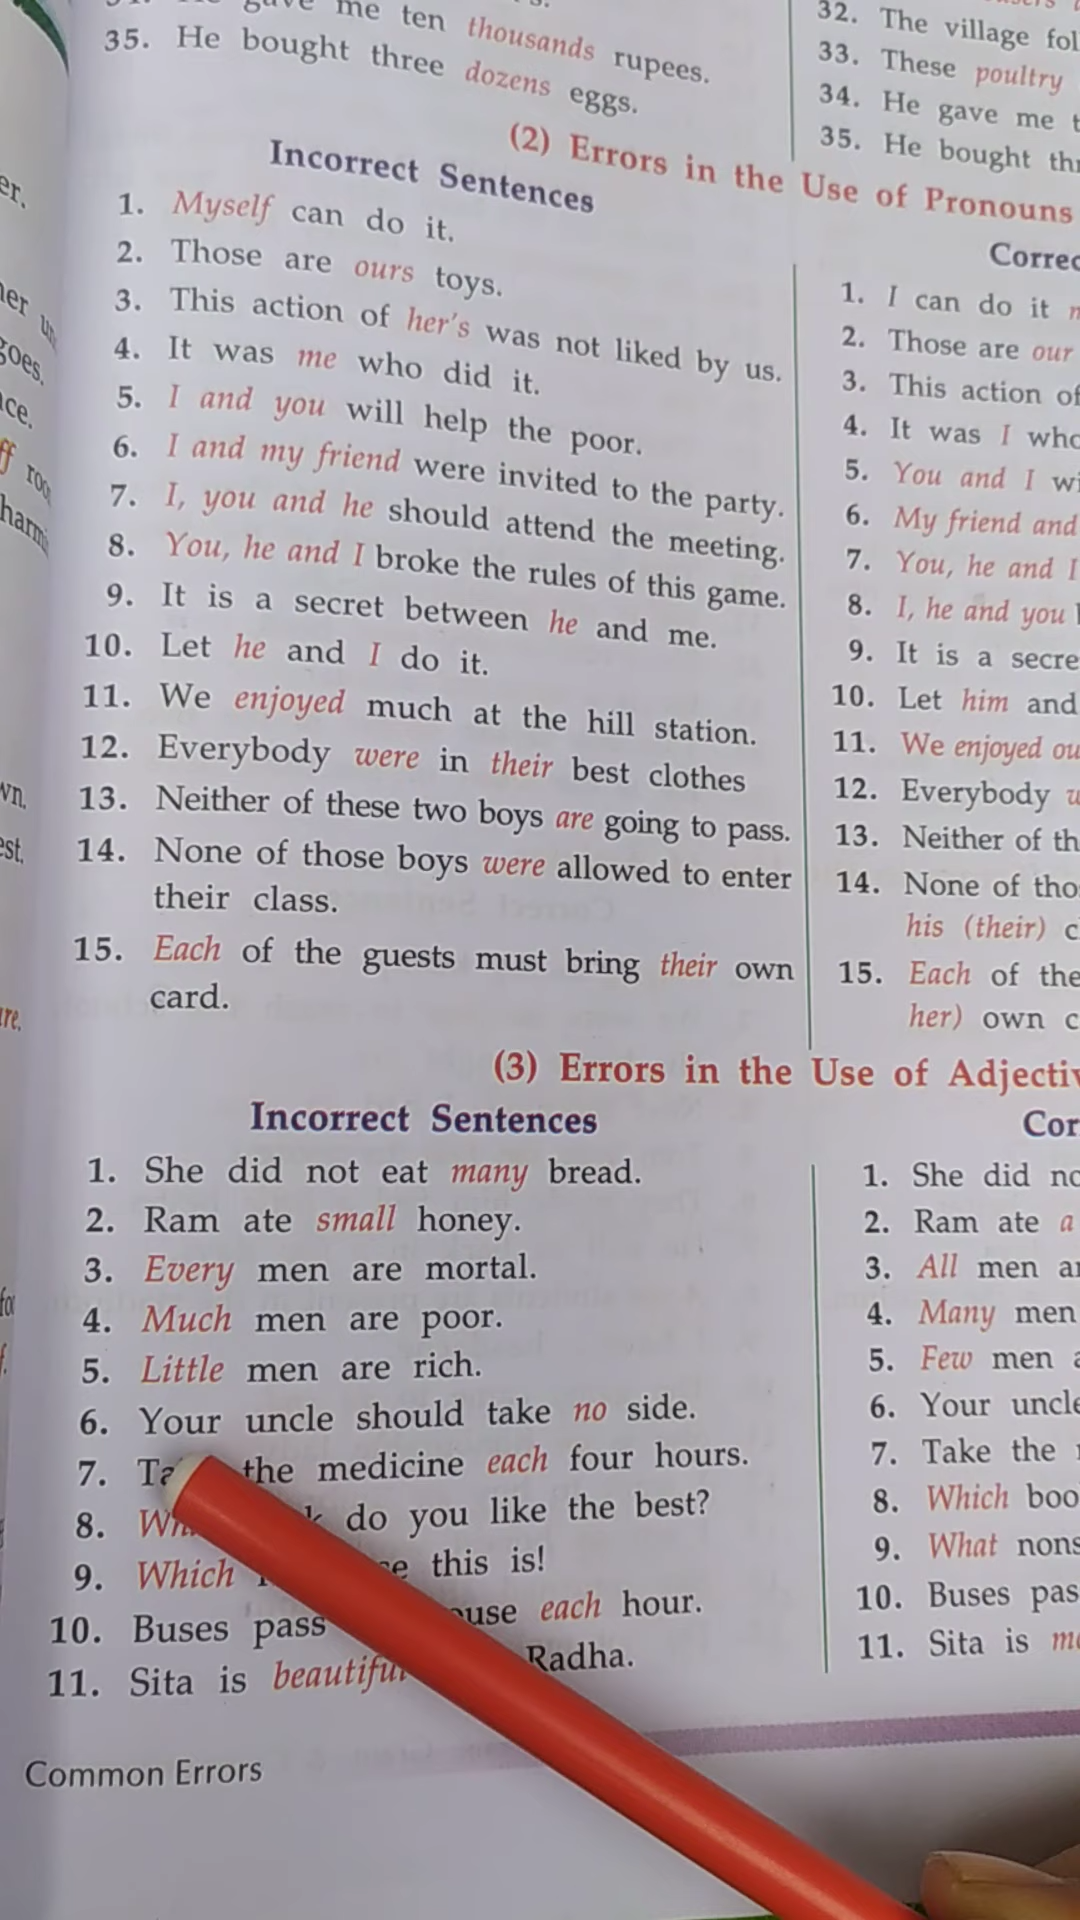 me ten thousands rupees.
35. He bought three dozens eggs.
32. The village
33. These poultry
34. He gave me
35. He bought
(2) Errors in the Use of Pronouns
Incorrect Sentences
1. Myself can do it.
2. Those are ours toys.
3. This action of her's was not liked by us.
4. It was me who did it.
5. I and you will help the poor.
6. I and my friend were invited to the party.
7. I, you and he should attend the meeting.
8. You, he and I broke the rules of this game.
9. It is a secret between he and me.
10. Let he and I do it.
11. We enjoyed much at the hill station.
12. Everybody were in their best clothes
13. Neither of these two boys are going to pass.
14. None of those boys were allowed to enter
their class.
15. Each of the guests must bring their own
card.
1. I can do it
2. Those are our
3. This action of
4. It was I who
5. You and I
6. My friend and
7. You, he and I
8. I, he and you
9. It is a
10. Let him and
11. We enjoyed
12. Everybody
13. Neither of
14. None of
his (their)
15. Each of the
her) own
(3) Errors in the Use of
Incorrect Sentences
1. She did not eat many bread.
2. Ram ate small honey.
3. Every men are mortal.
4. Much men are poor.
5. Little men are rich.
6. Your uncle should take no side.
7. the medicine each four hours.
8. do you like the best?
9. Which this is!
10. Buses pass each hour.
11. Sita is Radha.
1. She did
2. Ram ate a
3. All men
4. Many men
5. Few men
6. Your
7. Take the
8. Which
9. What
10. Buses
11. Sita is
Common Errors